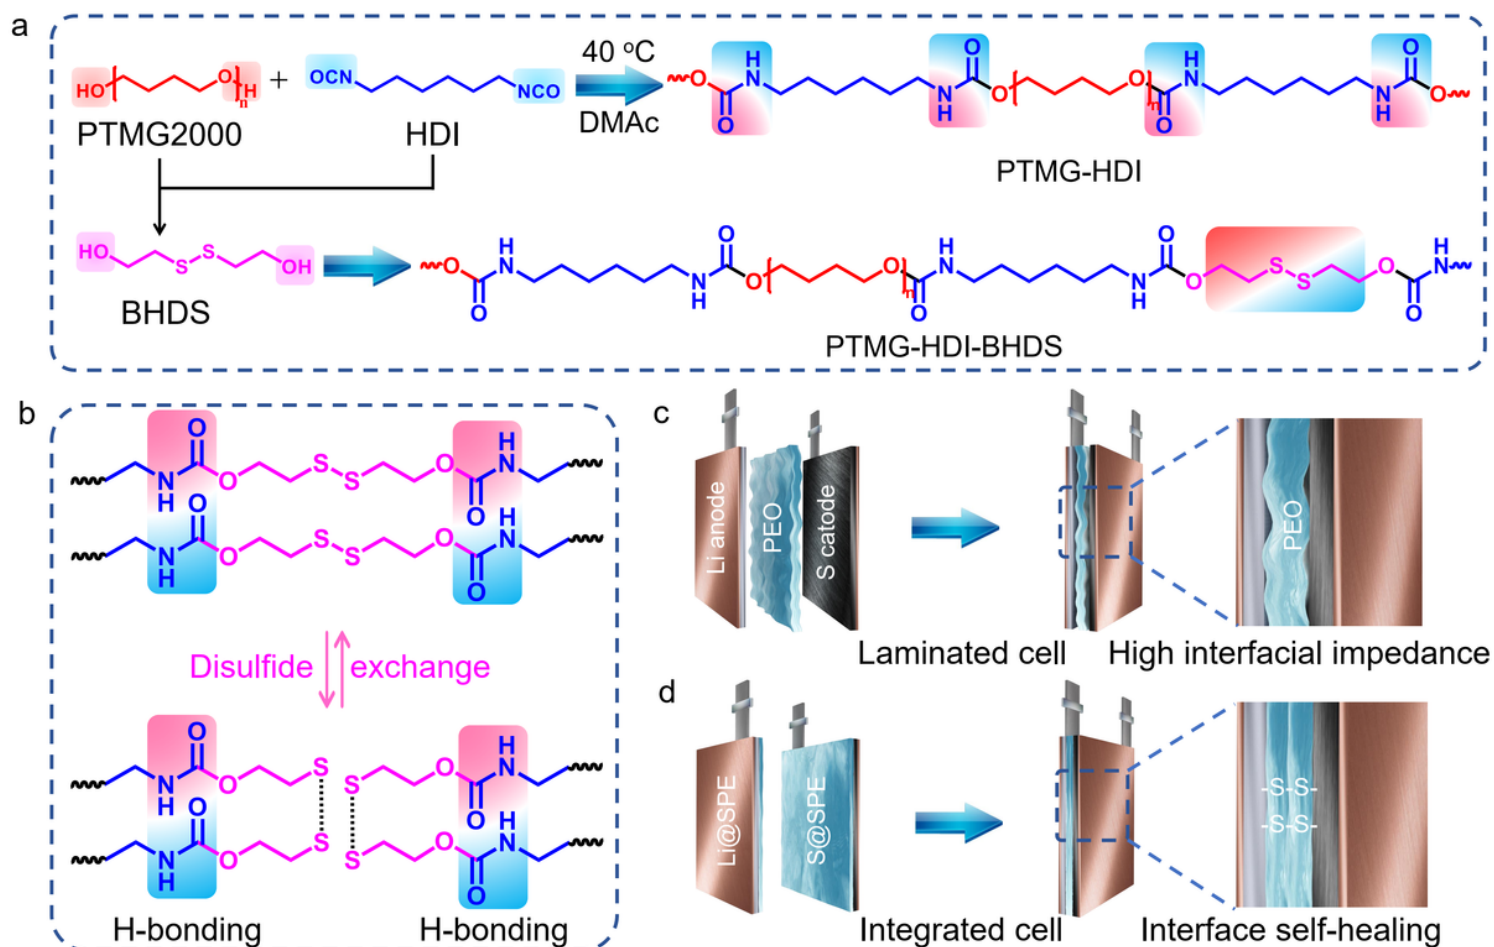 a
HO O H n + OCN NCO
40 °C
DMAc
PTMG2000 HDI
O O H N O N H O O O n O H N O N H O O
PTMG-HDI
HO S S OH
BHDS
O O H N N H O O O n O H N N H O O S S O O N H
PTMG-HDI-BHDS
b
N H O O S S O O H N
N H O O S S O O H N
Disulfide exchange
N H O O S S O O H N
N H O O S S O O H N
H-bonding H-bonding
c
Li anode PEO S catode
PEO
Laminated cell High interfacial impedance
d
Li@SPE S@SPE
-S-S-
-S-S-
Integrated cell Interface self-healing